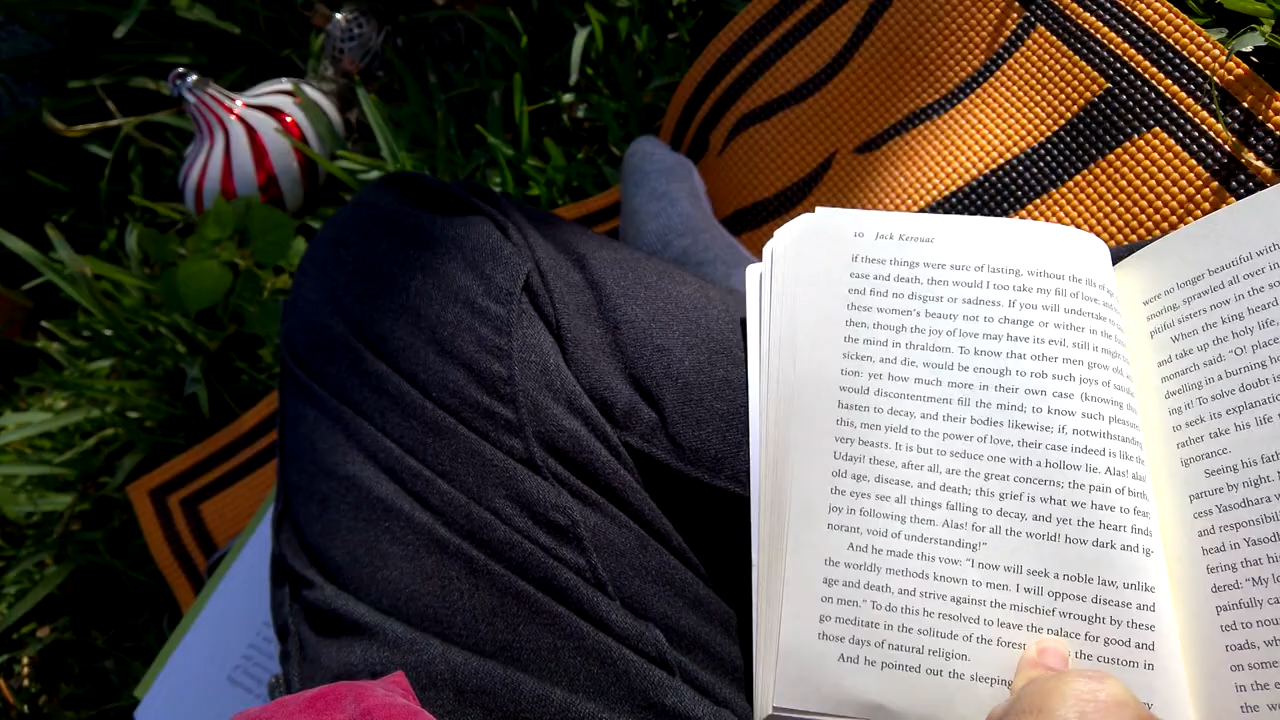 10 Jack Kerouac
if these things were sure of lasting, without the ills of age,
ease and death, then would I too take my fill of love; and
end find no disgust or sadness. If you will undertake to
these women's beauty not to change or wither in the
then, though the joy of love may have its evil, still it might
the mind in thraldom. To know that other men grow old,
sicken, and die, would be enough to rob such joys of
tion: yet how much more in their own case (knowing this
would discontentment fill the mind; to know such pleasures
hasten to decay, and their bodies likewise; if, notwithstanding
this, men yield to the power of love, their case indeed is like the
very beasts. It is but to seduce one with a hollow lie. Alas! alas!
Udayi! these, after all, are the great concerns; the pain of birth,
old age, disease, and death; this grief is what we have to fear;
the eyes see all things falling to decay, and yet the heart finds
joy in following them. Alas! for all the world! how dark and ig-
norant, void of understanding!"
And he made this vow: "I now will seek a noble law, unlike
the worldly methods known to men. I will oppose disease and
age and death, and strive against the mischief wrought by these
on men." To do this he resolved to leave the palace for good and
go meditate in the solitude of the forest the custom in
those days of natural religion.
And he pointed out the sleeping
were no longer beautiful with
snoring, sprawled all over in
pitiful sisters now in the
When the king heard
and take up the holy life,
monarch said: "O! place
dwelling in a burning
ing it! To solve doubt
to seek its explanation
rather take his life
ignorance.
Seeing his
parture by night.
cess Yasodhara
and
head in
fering that
dered: "My
painfully
ted to
roads,
on some
in the
the